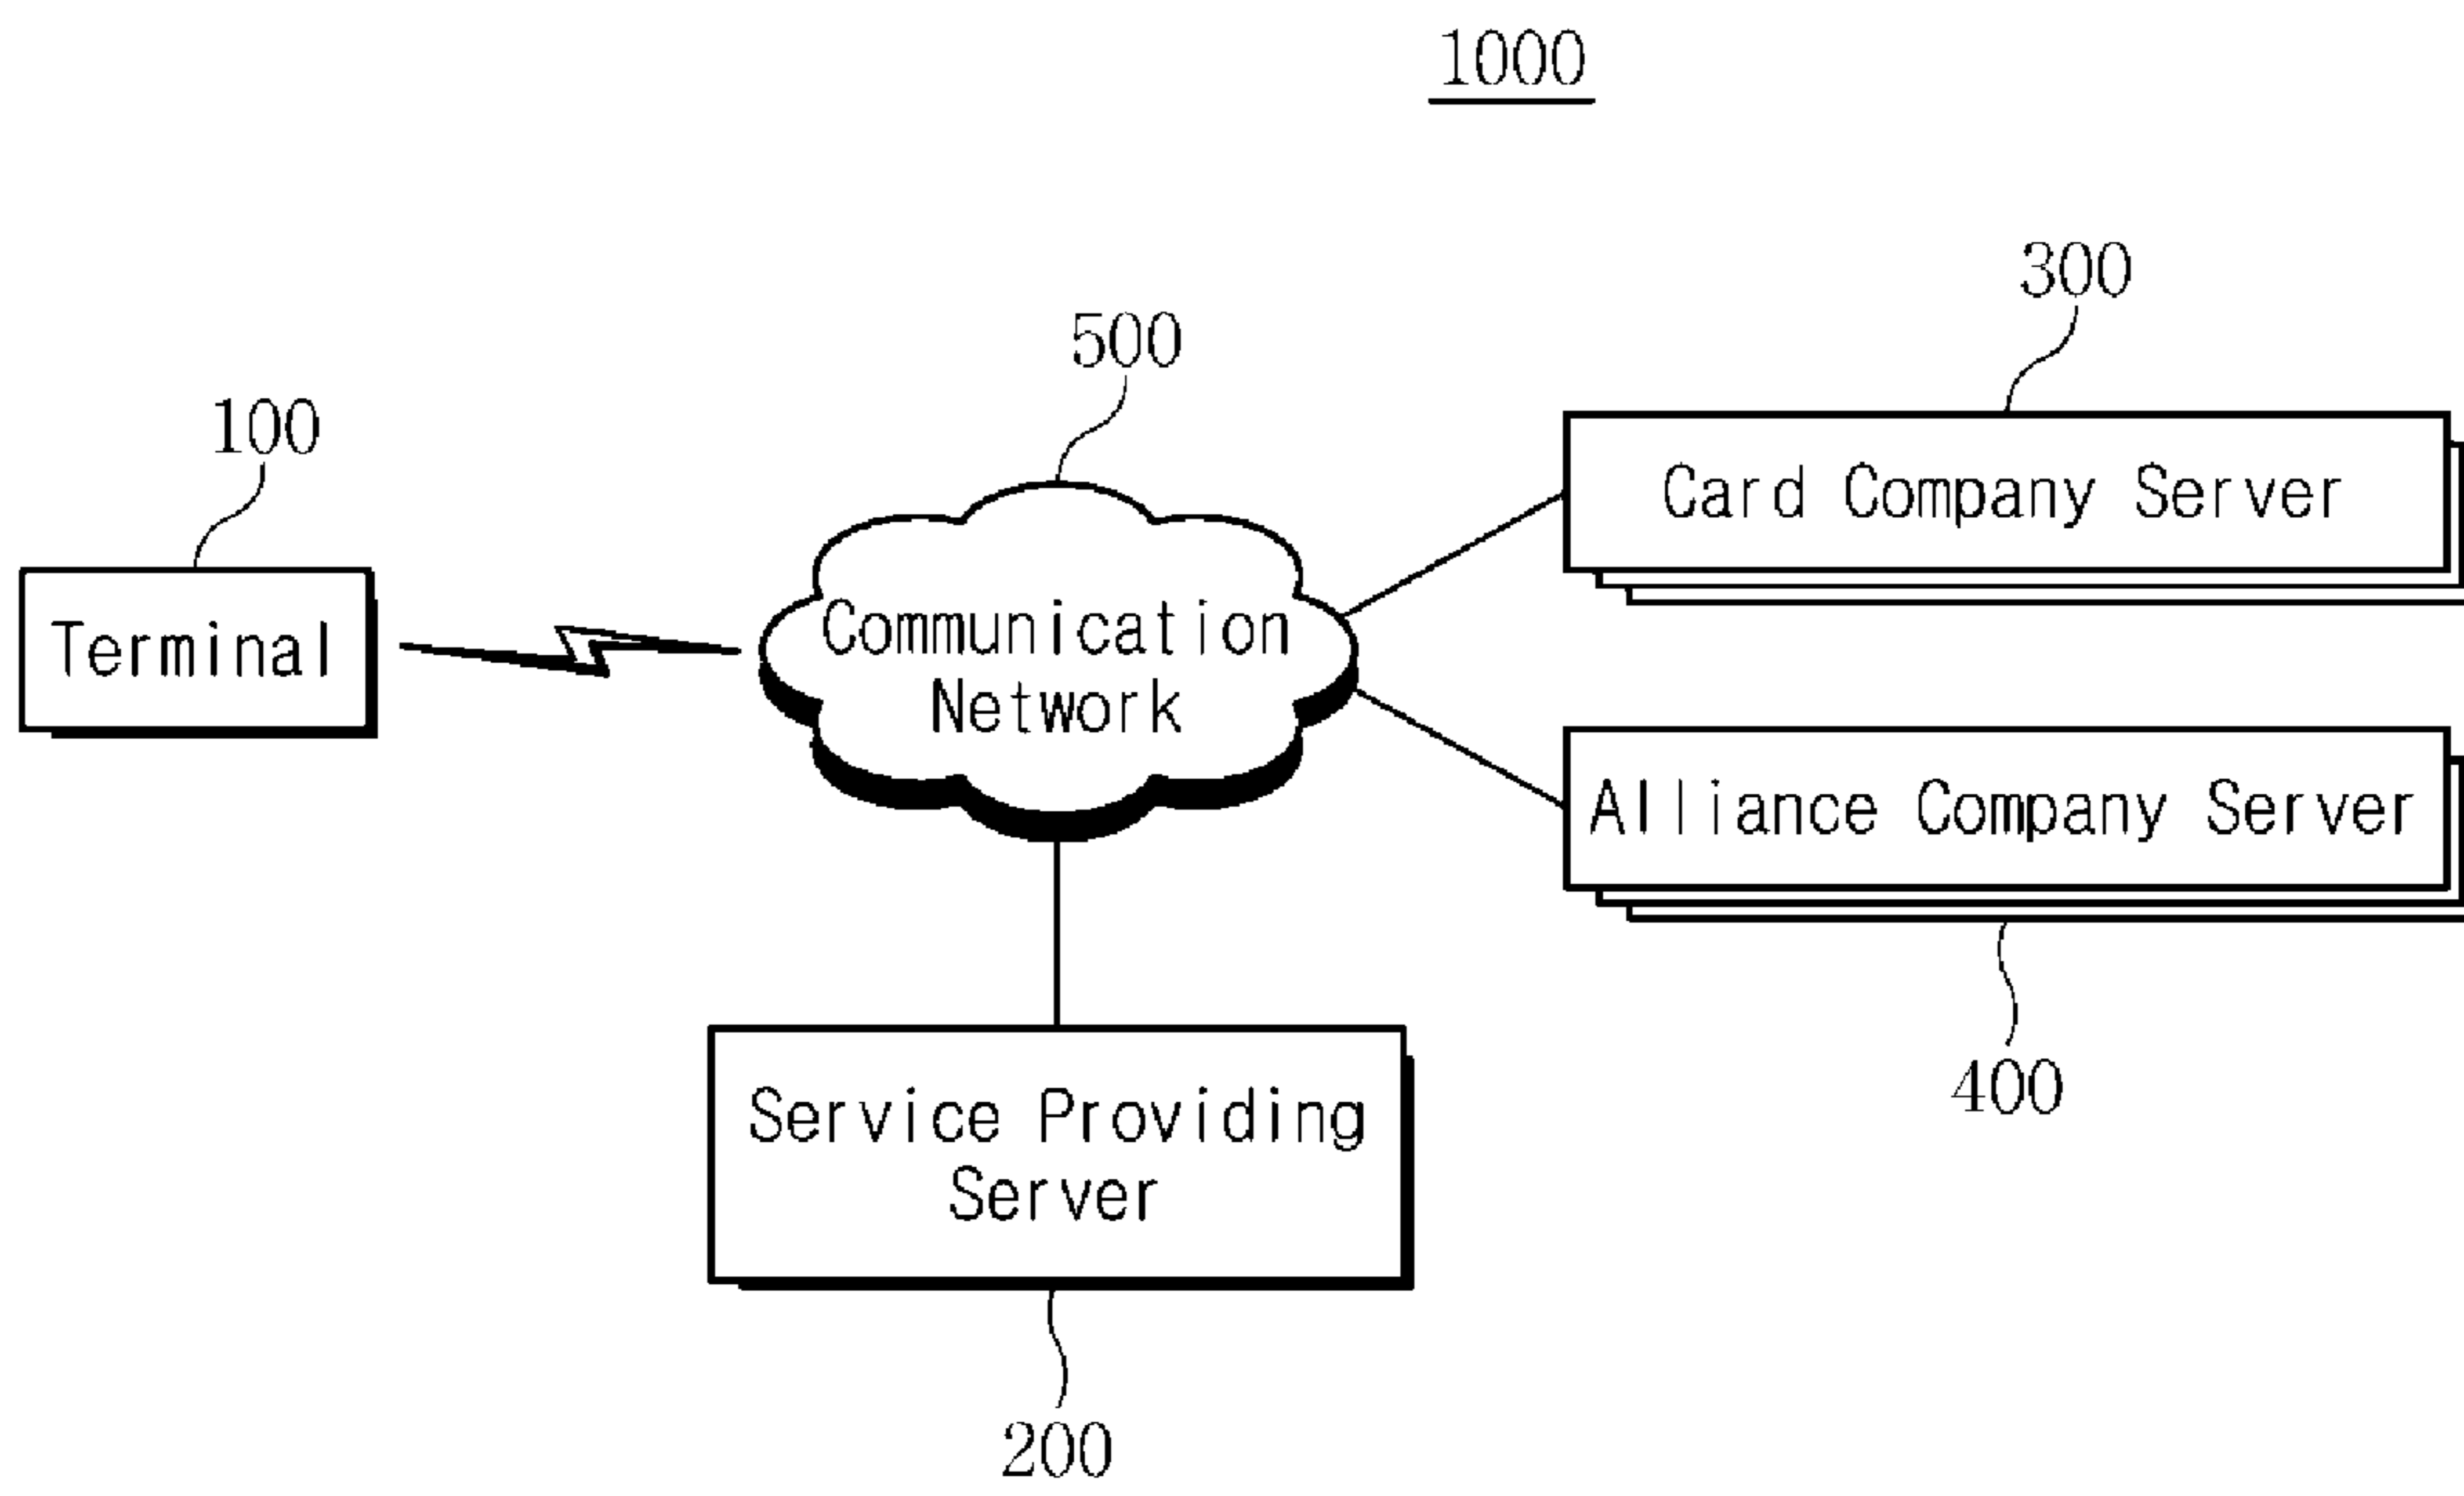 1000
300
500
100
Card Company Server
Terminal
Communication
Network
Alliance Company Server
400
Service Providing
Server
200